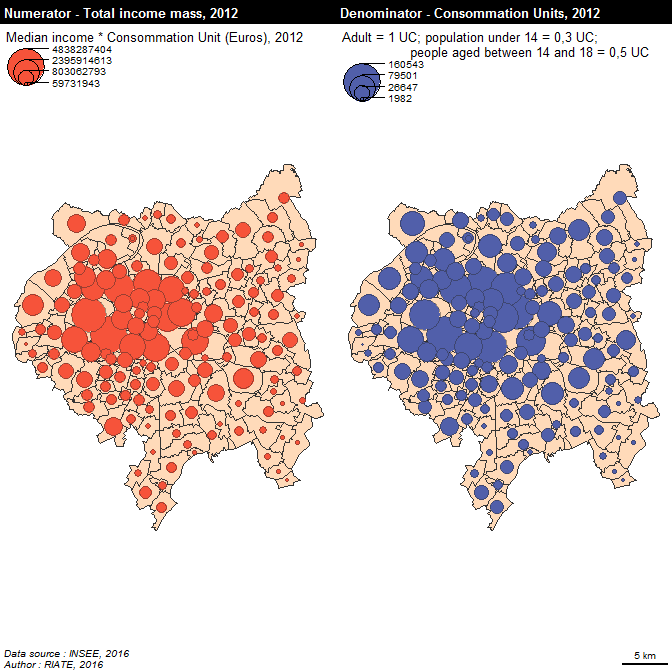 Numerator - Total income mass, 2012
Median income * Consommation Unit (Euros), 2012
4838287404
2395914613
803062793
59731943
Denominator - Consommation Units, 2012
Adult = 1 UC; population under 14 = 0,3 UC;
people aged between 14 and 18 = 0,5 UC
160543
79501
26647
1982
Data source : INSEE, 2016
Author : RIATE, 2016
5 km